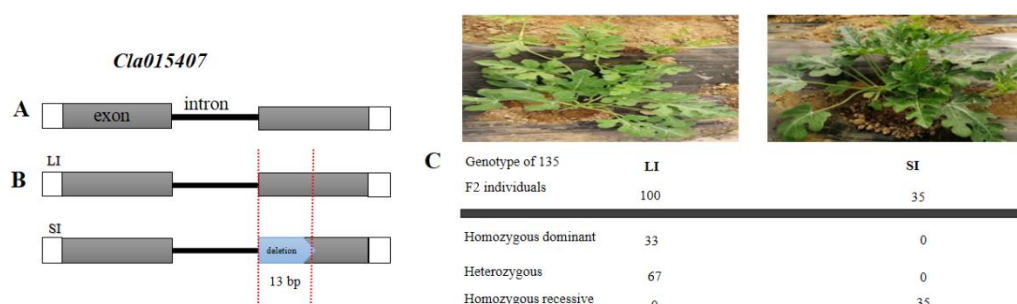 Cla015407
A
exon
intron
LI
B
SI
deletion
13 bp
C
Genotype of 135 LI SI
F2 individuals
100 35
Homozygous dominant 33 0
Heterozygous 67 0
Homozygous recessive 0 35